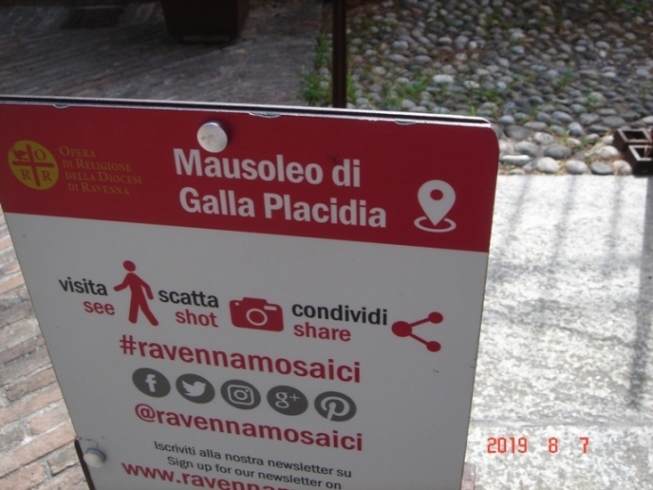 OPERA
DI RELIGIONE
DELLA DIOCESI
DI RAVENNA
ORR
Mausoleo di
Galla Placidia
visita
see
scatta
shot
condividi
share
#ravennamosaici
@ravennamosaici
Iscriviti alla nostra newsletter su
Sign up for our newsletter on
2019 8 7